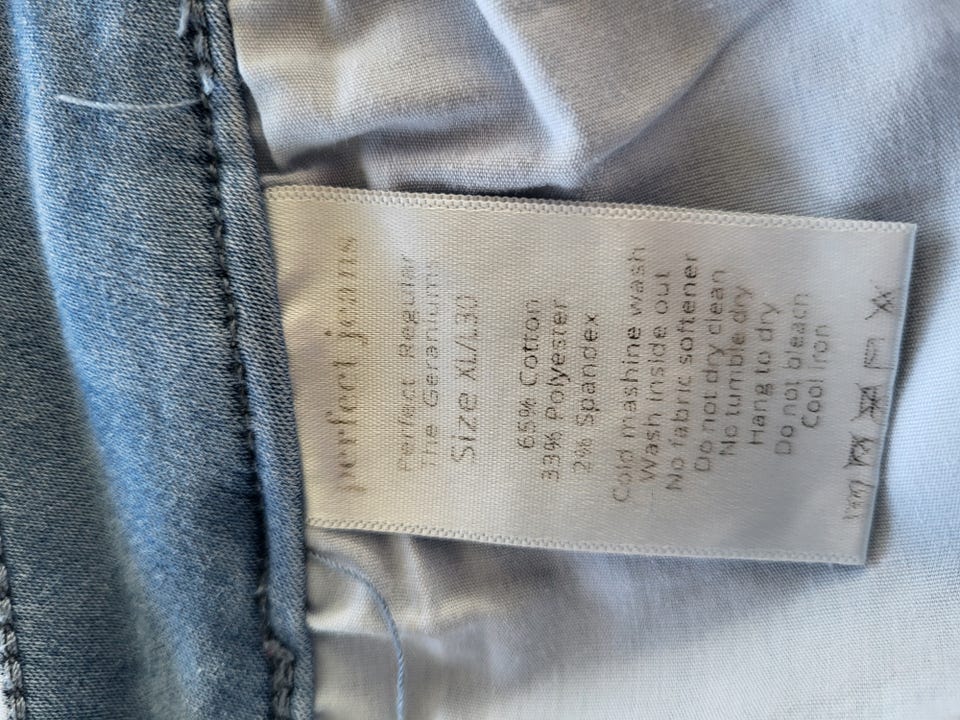 perfect jeans
Perfect Regular
The Geranium
Size XL/L30
65% Cotton
33% Polyester
2% Spandex
Cold mashine wash
Wash inside out
No fabric softener
Do not dry clean
No tumble dry
Hang to dry
Do not bleach
Cool iron